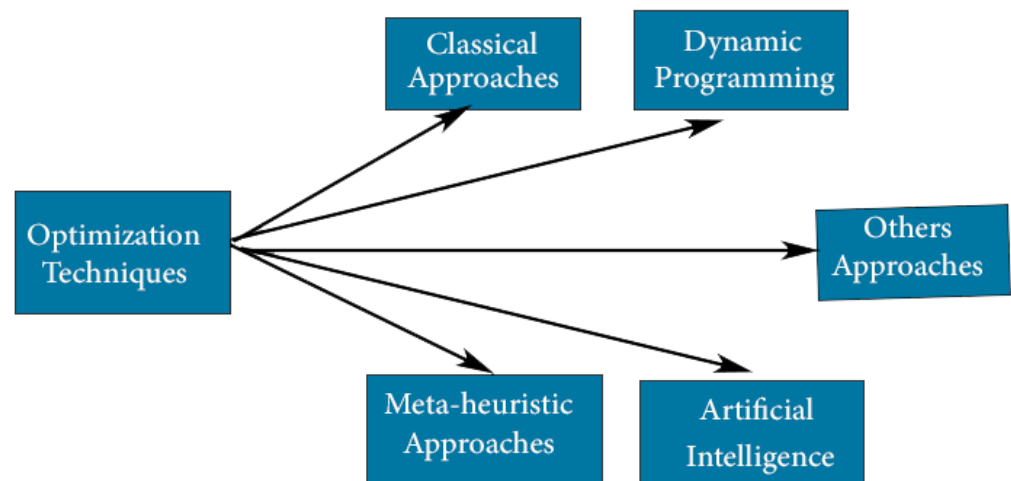 Classical
Approaches
Dynamic
Programming
Optimization
Techniques
Others
Approaches
Meta-heuristic
Approaches
Artificial
Intelligence